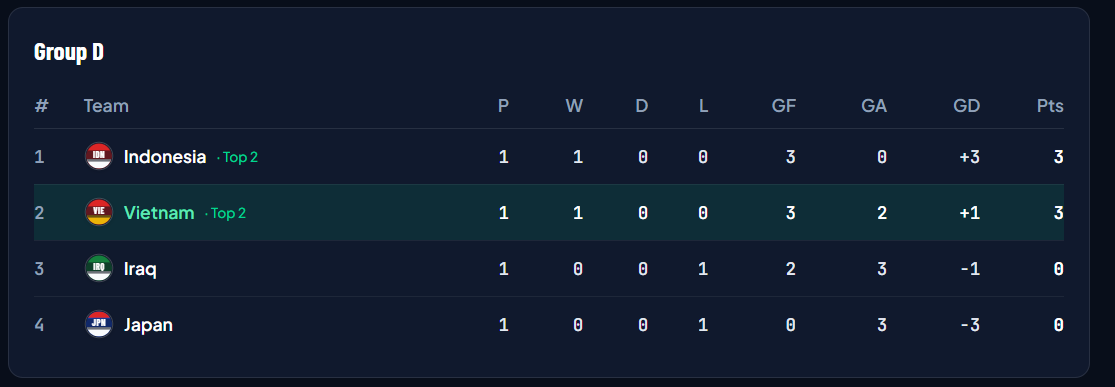 Group D
# Team P W D L GF GA GD Pts
1 IDN Indonesia · Top 2 1 1 0 0 3 0 +3 3
2 VIE Vietnam · Top 2 1 1 0 0 3 2 +1 3
3 IRQ Iraq 1 0 0 1 2 3 -1 0
4 JPN Japan 1 0 0 1 0 3 -3 0